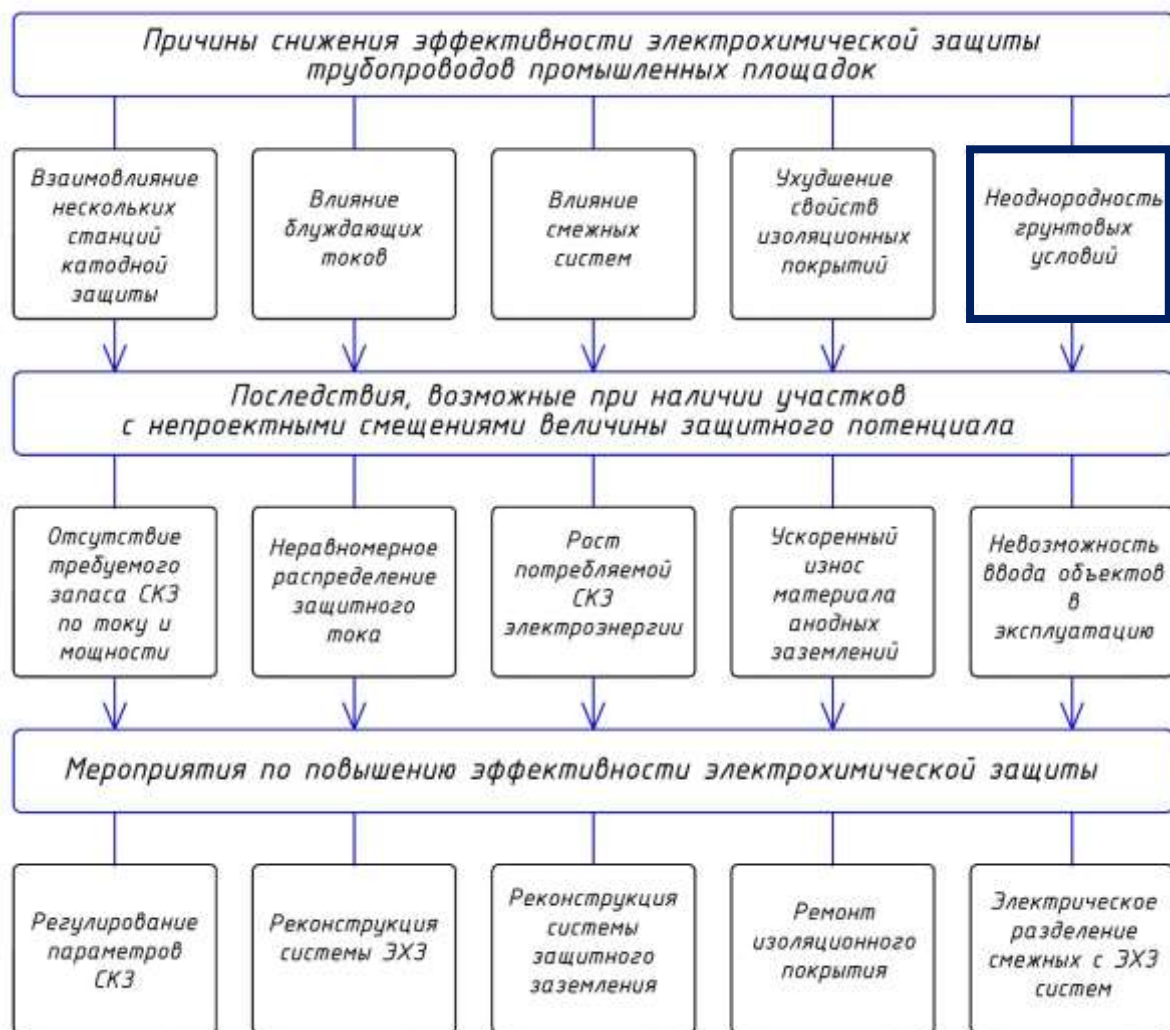 Причины снижения эффективности электрохимической защиты
трубопроводов промышленных площадок
Взаимовлияние
нескольких
станций
катодной
защиты
Влияние
блуждающих
токов
Влияние
смежных
систем
Ухудшение
свойств
изоляционных
покрытий
Неоднородность
грунтовых
условий
Последствия, возможные при наличии участков
с непроектными смещениями величины защитного потенциала
Отсутствие
требуемого
запаса СКЗ
по току и
мощности
Неравномерное
распределение
защитного
тока
Рост
потребляемой
СКЗ
электроэнергии
Ускоренный
износ
материала
анодных
заземлений
Невозможность
ввода объектов
в
эксплуатацию
Мероприятия по повышению эффективности электрохимической защиты
Регулирование
параметров
СКЗ
Реконструкция
системы ЭХЗ
Реконструкция
системы
защитного
заземления
Ремонт
изоляционного
покрытия
Электрическое
разделение
смежных с ЭХЗ
систем